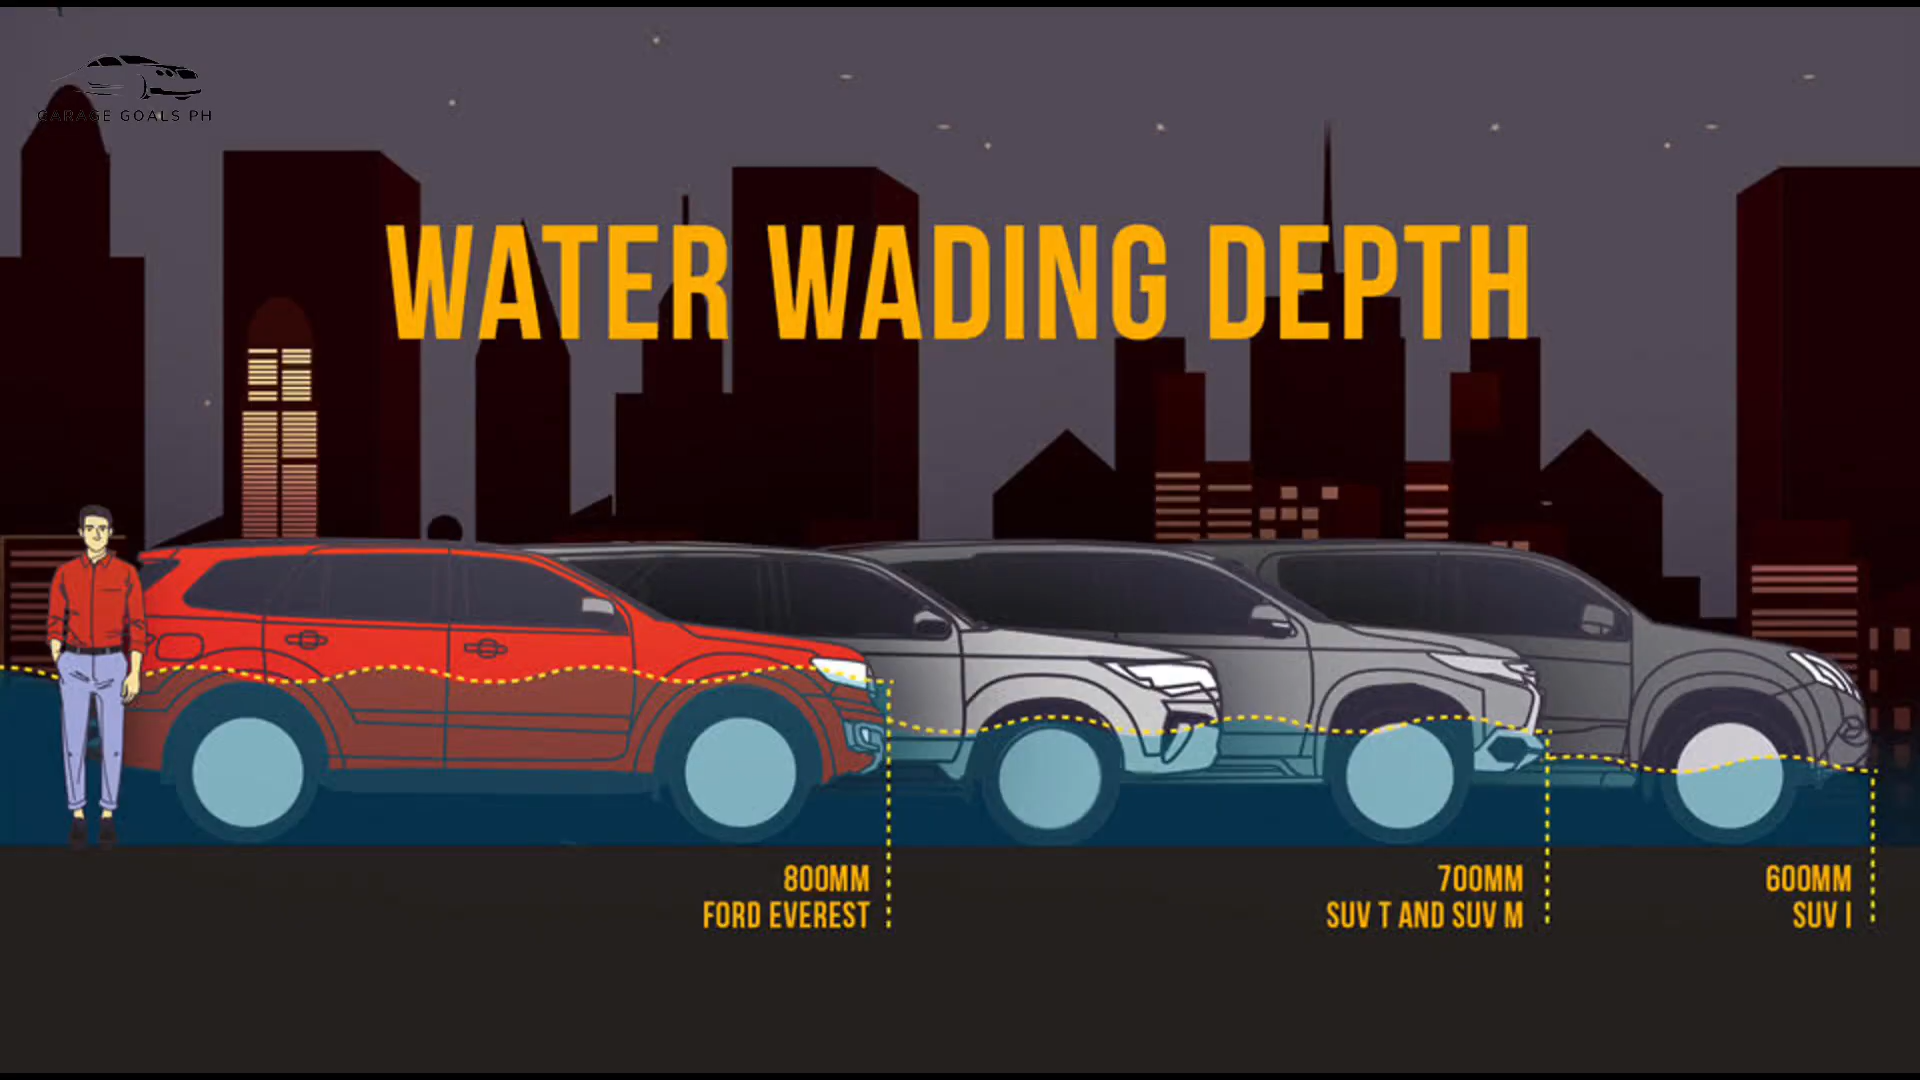 GARAGE GOALS PH
WATER WADING DEPTH
800MM
FORD EVEREST
700MM
SUV T AND SUV M
600MM
SUV I